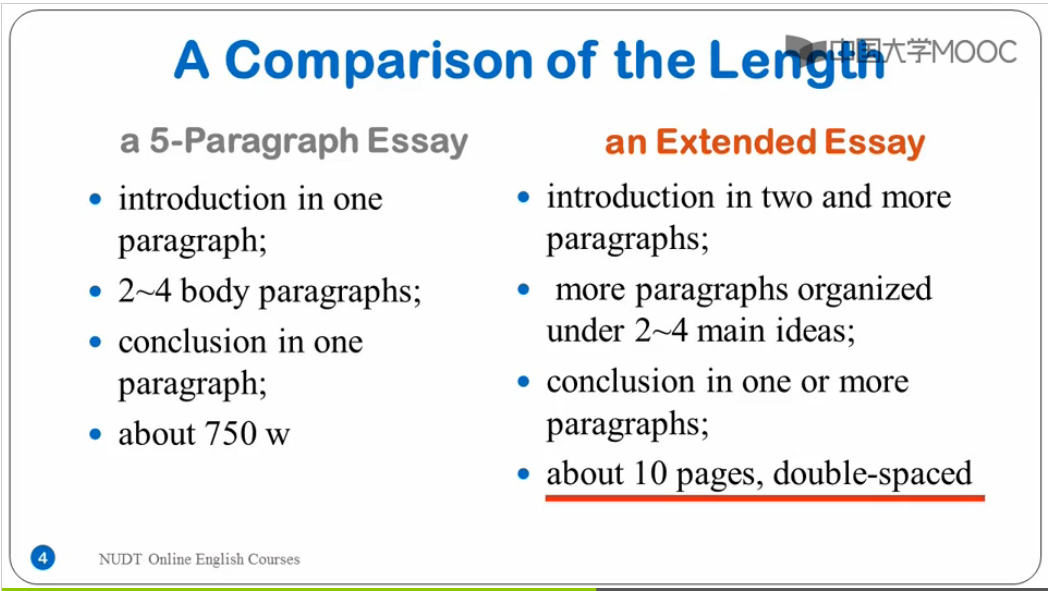 A Comparison of the Length
中国大学MOOC
a 5-Paragraph Essay
• introduction in one
paragraph;
• 2~4 body paragraphs;
• conclusion in one
paragraph;
• about 750 w
an Extended Essay
• introduction in two and more
paragraphs;
• more paragraphs organized
under 2~4 main ideas;
• conclusion in one or more
paragraphs;
• about 10 pages, double-spaced
4
NUDT Online English Courses